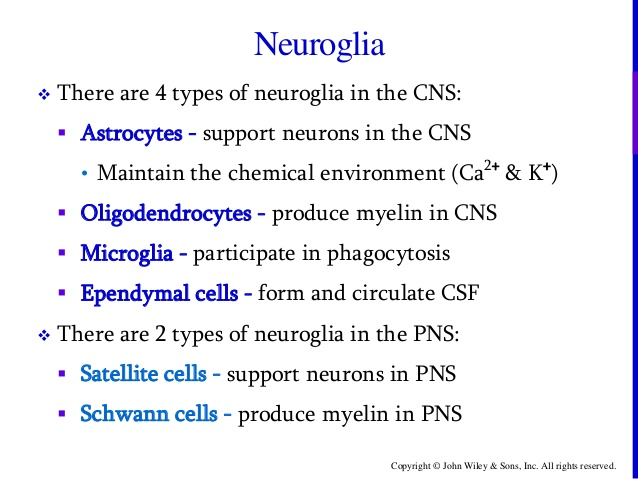 Neuroglia
❖ There are 4 types of neuroglia in the CNS:
▪ Astrocytes - support neurons in the CNS
• Maintain the chemical environment (Ca²⁺ & K⁺)
▪ Oligodendrocytes - produce myelin in CNS
▪ Microglia - participate in phagocytosis
▪ Ependymal cells - form and circulate CSF
❖ There are 2 types of neuroglia in the PNS:
▪ Satellite cells - support neurons in PNS
▪ Schwann cells - produce myelin in PNS
Copyright © John Wiley & Sons, Inc. All rights reserved.